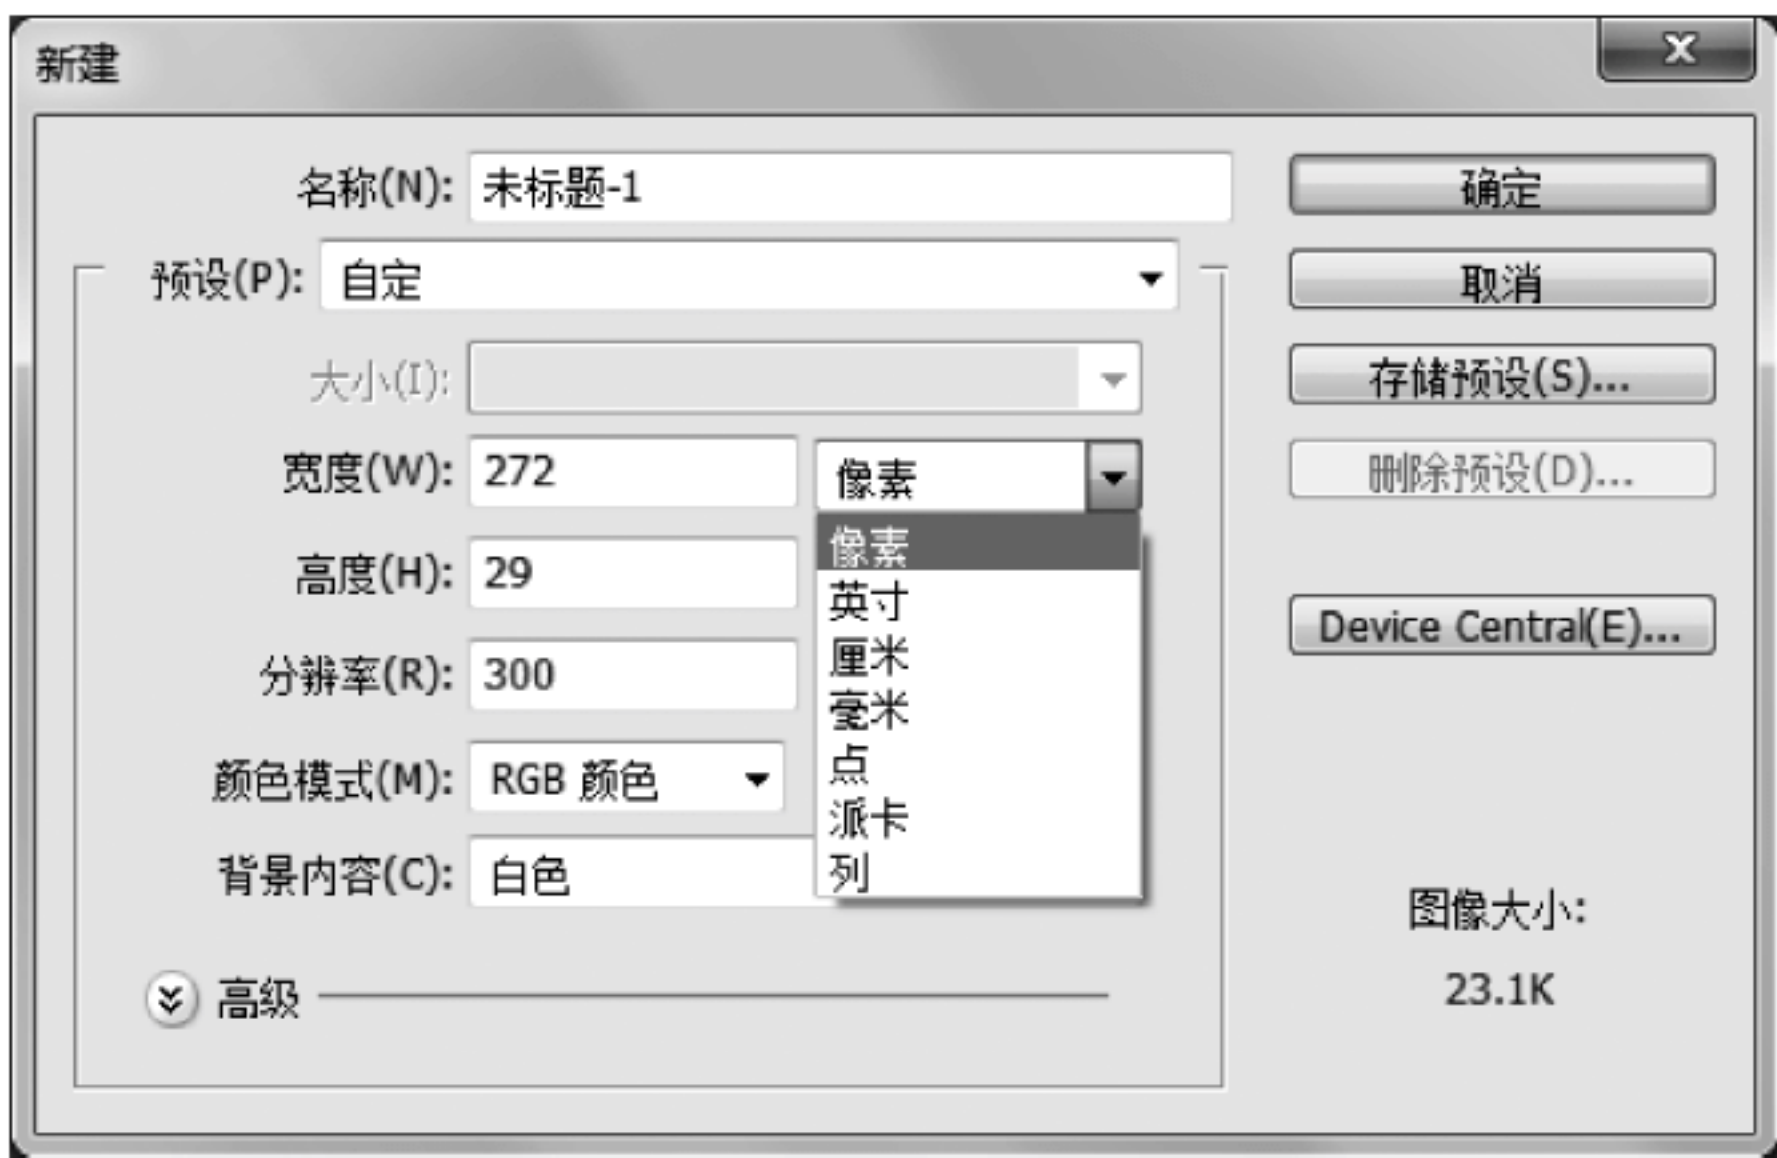 新建
名称(N): 未标题-1
确定
预设(P): 自定
取消
大小(I):
存储预设(S)...
宽度(W): 272 像素
删除预设(D)...
像素
高度(H): 29
英寸
Device Central(E)...
厘米
分辨率(R): 300
毫米
点
颜色模式(M): RGB 颜色
派卡
背景内容(C): 白色
列
图像大小:
高级
23.1K